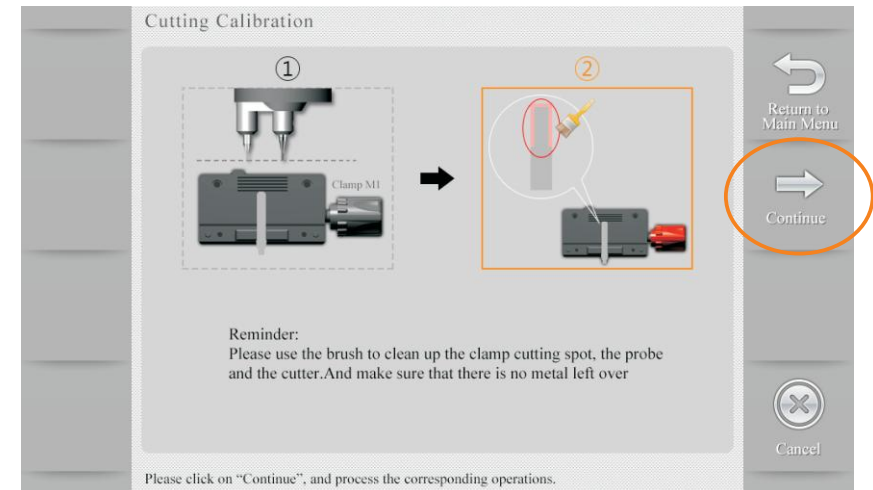 Cutting Calibration
①
②
Clamp M1
Reminder:
Please use the brush to clean up the clamp cutting spot, the probe
and the cutter.And make sure that there is no metal left over
Please click on “Continue”, and process the corresponding operations.
Return to
Main Menu
Continue
Cancel